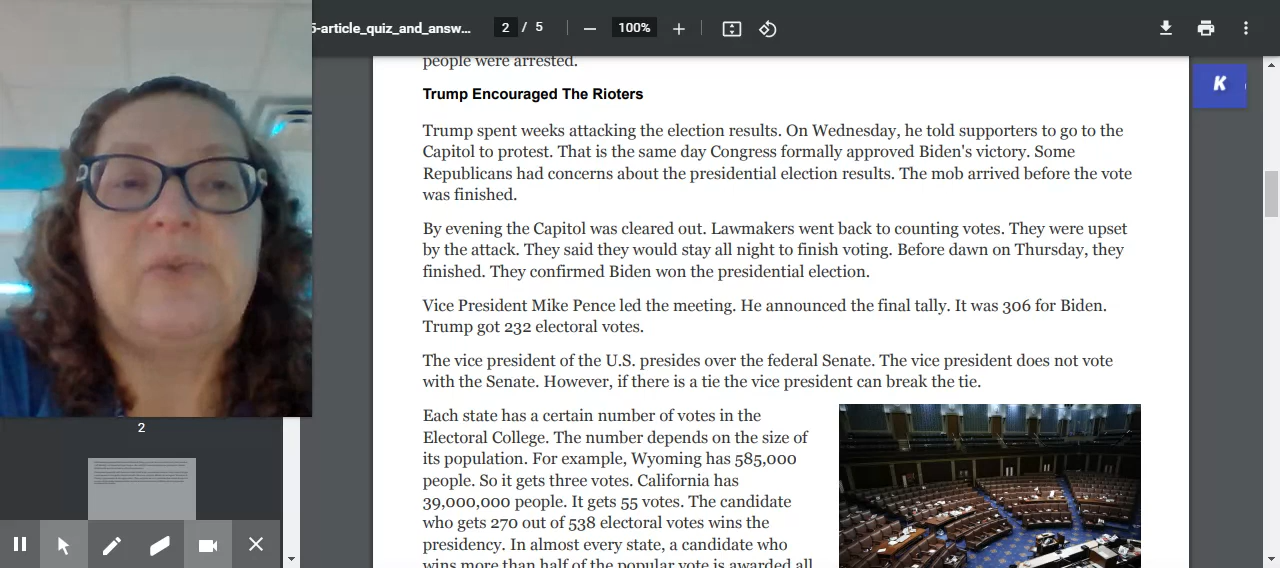 5-article_quiz_and_answ...
2 / 5
100%
K
people were arrested.
Trump Encouraged The Rioters
Trump spent weeks attacking the election results. On Wednesday, he told supporters to go to the
Capitol to protest. That is the same day Congress formally approved Biden's victory. Some
Republicans had concerns about the presidential election results. The mob arrived before the vote
was finished.
By evening the Capitol was cleared out. Lawmakers went back to counting votes. They were upset
by the attack. They said they would stay all night to finish voting. Before dawn on Thursday, they
finished. They confirmed Biden won the presidential election.
Vice President Mike Pence led the meeting. He announced the final tally. It was 306 for Biden.
Trump got 232 electoral votes.
The vice president of the U.S. presides over the federal Senate. The vice president does not vote
with the Senate. However, if there is a tie the vice president can break the tie.
Each state has a certain number of votes in the
Electoral College. The number depends on the size of
its population. For example, Wyoming has 585,000
people. So it gets three votes. California has
39,000,000 people. It gets 55 votes. The candidate
who gets 270 out of 538 electoral votes wins the
presidency. In almost every state, a candidate who
wins more than half of the popular vote is awarded all
2